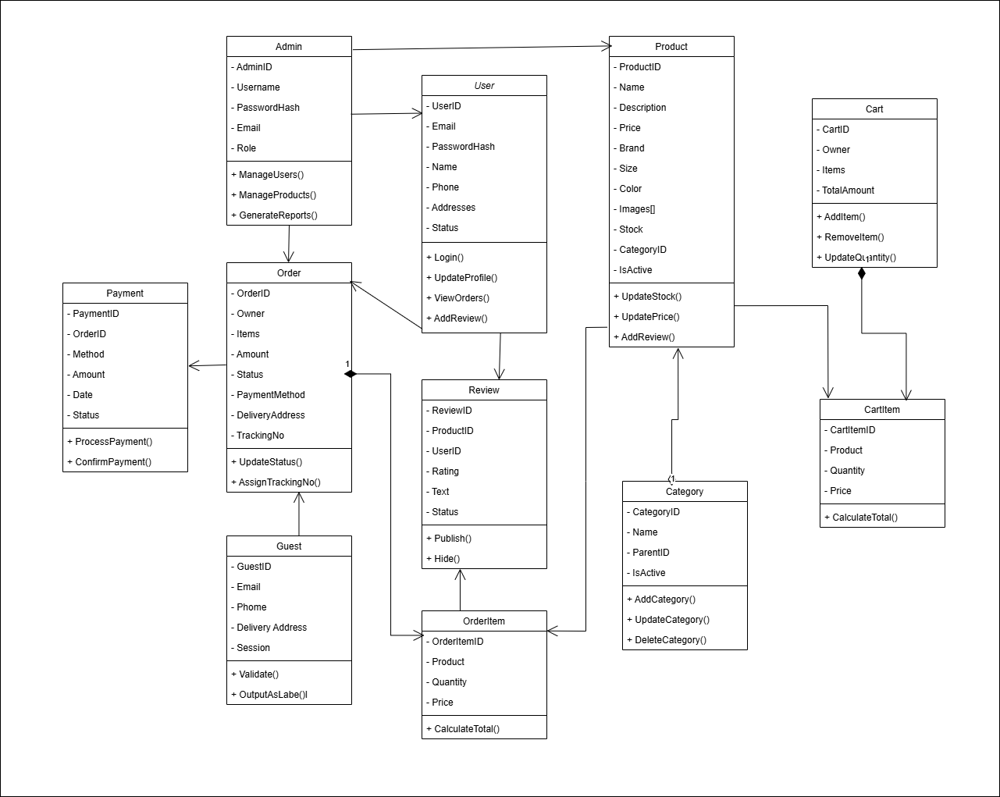 Admin
- AdminID
- Username
- PasswordHash
- Email
- Role
+ ManageUsers()
+ ManageProducts()
+ GenerateReports()
User
- UserID
- Email
- PasswordHash
- Name
- Phone
- Addresses
- Status
+ Login()
+ UpdateProfile()
+ ViewOrders()
+ AddReview()
Product
- ProductID
- Name
- Description
- Price
- Brand
- Size
- Color
- Images[]
- Stock
- CategoryID
- IsActive
+ UpdateStock()
+ UpdatePrice()
+ AddReview()
Cart
- CartID
- Owner
- Items
- TotalAmount
+ AddItem()
+ RemoveItem()
+ UpdateQuantity()
1
Payment
- PaymentID
- OrderID
- Method
- Amount
- Date
- Status
+ ProcessPayment()
+ ConfirmPayment()
Order
- OrderID
- Owner
- Items
- Amount
1
- Status
- PaymentMethod
- DeliveryAddress
- TrackingNo
+ UpdateStatus()
+ AssignTrackingNo()
Review
- ReviewID
- ProductID
- UserID
- Rating
- Text
- Status
+ Publish()
+ Hide()
CartItem
- CartItemID
- Product
- Quantity
- Price
+ CalculateTotal()
1
Category
- CategoryID
- Name
- ParentID
- IsActive
+ AddCategory()
+ UpdateCategory()
+ DeleteCategory()
Guest
- GuestID
- Email
- Phome
- Delivery Address
- Session
+ Validate()
+ OutputAsLabe()l
OrderItem
- OrderItemID
- Product
- Quantity
- Price
+ CalculateTotal()